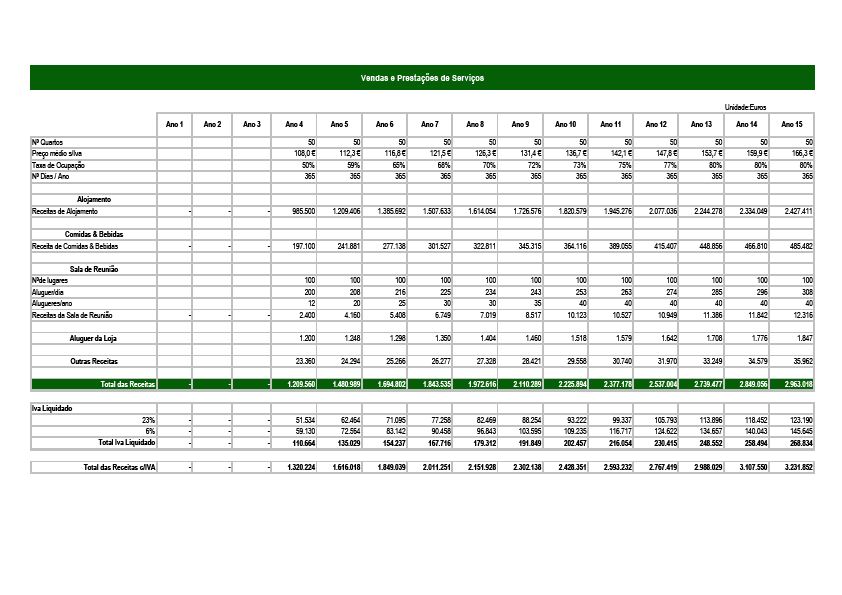 Vendas e Prestações de Serviços
Unidade:Euros
Ano 1 Ano 2 Ano 3 Ano 4 Ano 5 Ano 6 Ano 7 Ano 8 Ano 9 Ano 10 Ano 11 Ano 12 Ano 13 Ano 14 Ano 15
Nº Quartos 50 50 50 50 50 50 50 50 50 50 50 50
Preço médio s/Iva 108,0 € 112,3 € 116,8 € 121,5 € 126,3 € 131,4 € 136,7 € 142,1 € 147,8 € 153,7 € 159,9 € 166,3 €
Taxa de Ocupação 50% 59% 65% 68% 70% 72% 73% 75% 77% 80% 80% 80%
Nº Dias / Ano 365 365 365 365 365 365 365 365 365 365 365 365
Alojamento
Receitas de Alojamento - - - 985.500 1.209.406 1.385.692 1.507.633 1.614.054 1.726.576 1.820.579 1.945.276 2.077.036 2.244.278 2.334.049 2.427.411
Comidas & Bebidas
Receita de Comidas & Bebidas - - - 197.100 241.881 277.138 301.527 322.811 345.315 364.116 389.055 415.407 448.856 466.810 485.482
Sala de Reunião
Nºde lugares 100 100 100 100 100 100 100 100 100 100 100 100
Aluguer/dia 200 208 216 225 234 243 253 263 274 285 296 308
Alugueres/ano 12 20 25 30 30 35 40 40 40 40 40 40
Receitas da Sala de Reunião - - - 2.400 4.160 5.408 6.749 7.019 8.517 10.123 10.527 10.949 11.386 11.842 12.316
Aluguer da Loja 1.200 1.248 1.298 1.350 1.404 1.460 1.518 1.579 1.642 1.708 1.776 1.847
Outras Receitas 23.360 24.294 25.266 26.277 27.328 28.421 29.558 30.740 31.970 33.249 34.579 35.962
Total das Receitas - - - 1.209.560 1.480.989 1.694.802 1.843.535 1.972.616 2.110.289 2.225.894 2.377.178 2.537.004 2.739.477 2.849.056 2.963.018
Iva Liquidado
23% - - - 51.534 62.464 71.095 77.258 82.469 88.254 93.222 99.337 105.793 113.896 118.452 123.190
6% - - - 59.130 72.564 83.142 90.458 96.843 103.595 109.235 116.717 124.622 134.657 140.043 145.645
Total Iva Liquidado - - - 110.664 135.029 154.237 167.716 179.312 191.849 202.457 216.054 230.415 248.552 258.494 268.834
Total das Receitas c/IVA - - - 1.320.224 1.616.018 1.849.039 2.011.251 2.151.928 2.302.138 2.428.351 2.593.232 2.767.419 2.988.029 3.107.550 3.231.852